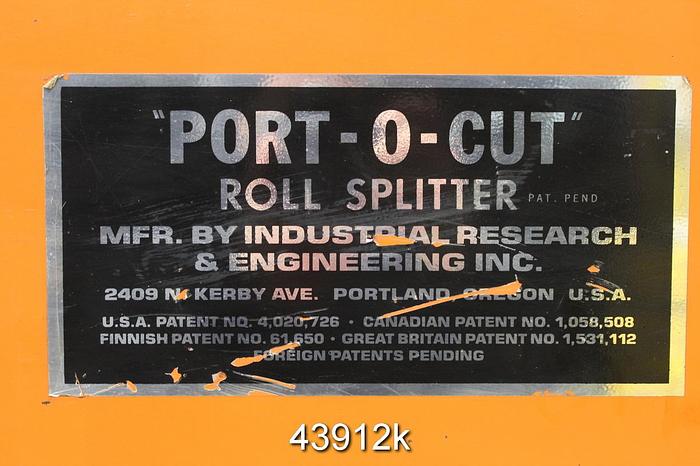 "PORT-O-CUT"
ROLL SPLITTER PAT. PEND
MFR. BY INDUSTRIAL RESEARCH
& ENGINEERING INC.
2409 N. KERBY AVE. PORTLAND OREGON U.S.A.
U.S.A. PATENT NO. 4,020,726 • CANADIAN PATENT NO. 1,058,508
FINNISH PATENT NO. 61,650 • GREAT BRITAIN PATENT NO. 1,531,112
FOREIGN PATENTS PENDING
43912k